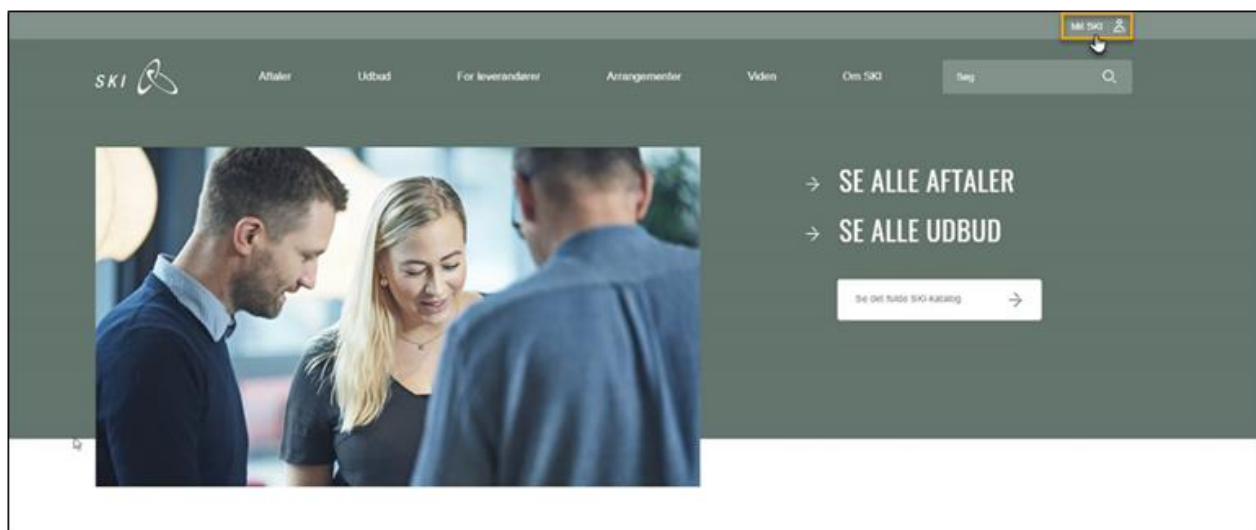 Mit SKI
SKI
Aftaler
Udbud
For leverandører
Arrangementer
Viden
Om SKI
Søg
SE ALLE AFTALER
SE ALLE UDBUD
Se det fulde SKI-katalog